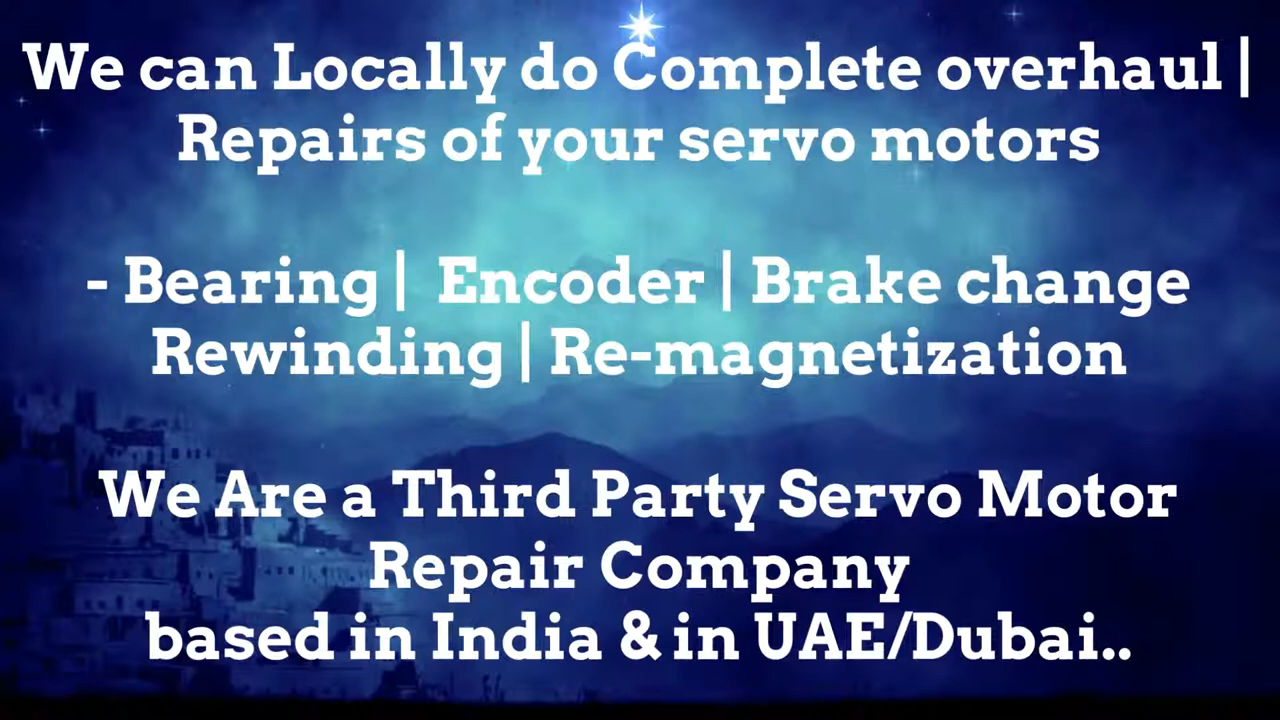 We can Locally do Complete overhaul |
Repairs of your servo motors
- Bearing | Encoder | Brake change
Rewinding | Re-magnetization
We Are a Third Party Servo Motor
Repair Company
based in India & in UAE/Dubai..